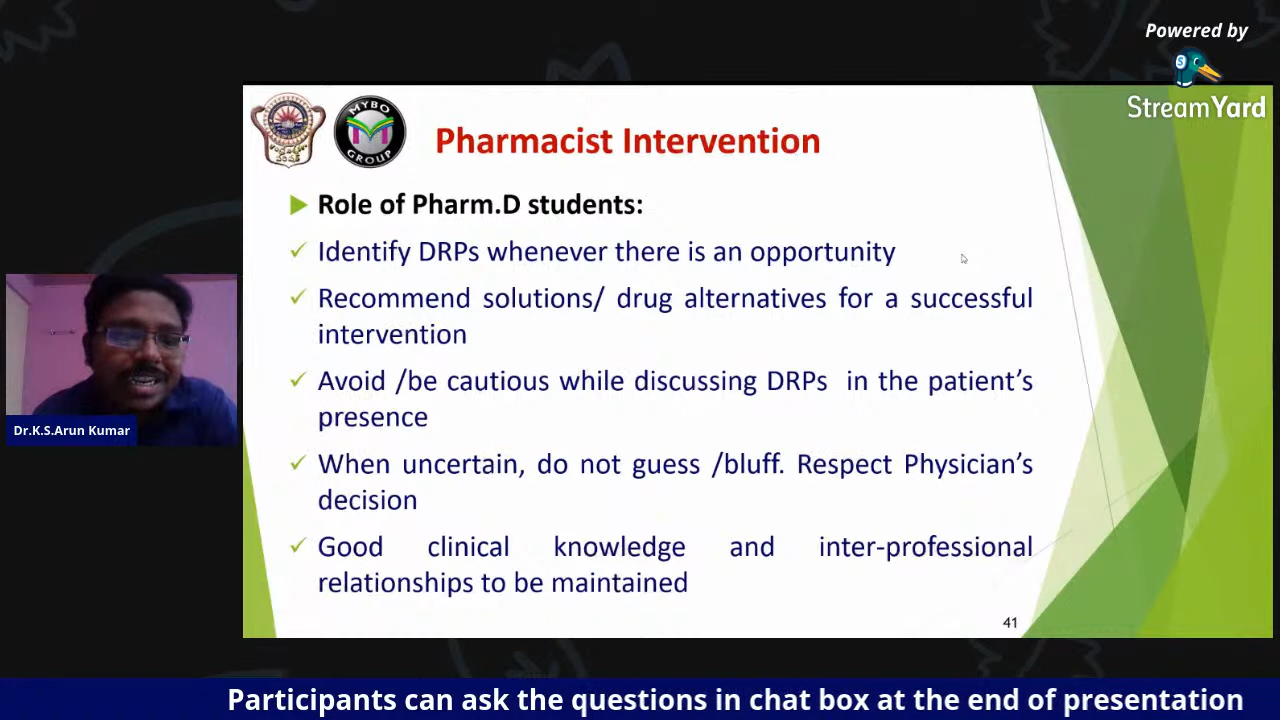 Powered by
StreamYard
MYBO
GROUP
Pharmacist Intervention
Role of Pharm.D students:
Identify DRPs whenever there is an opportunity
Recommend solutions/ drug alternatives for a successful
intervention
Avoid /be cautious while discussing DRPs in the patient’s
presence
When uncertain, do not guess /bluff. Respect Physician’s
decision
Good clinical knowledge and inter-professional
relationships to be maintained
41
Dr.K.S.Arun Kumar
Participants can ask the questions in chat box at the end of presentation